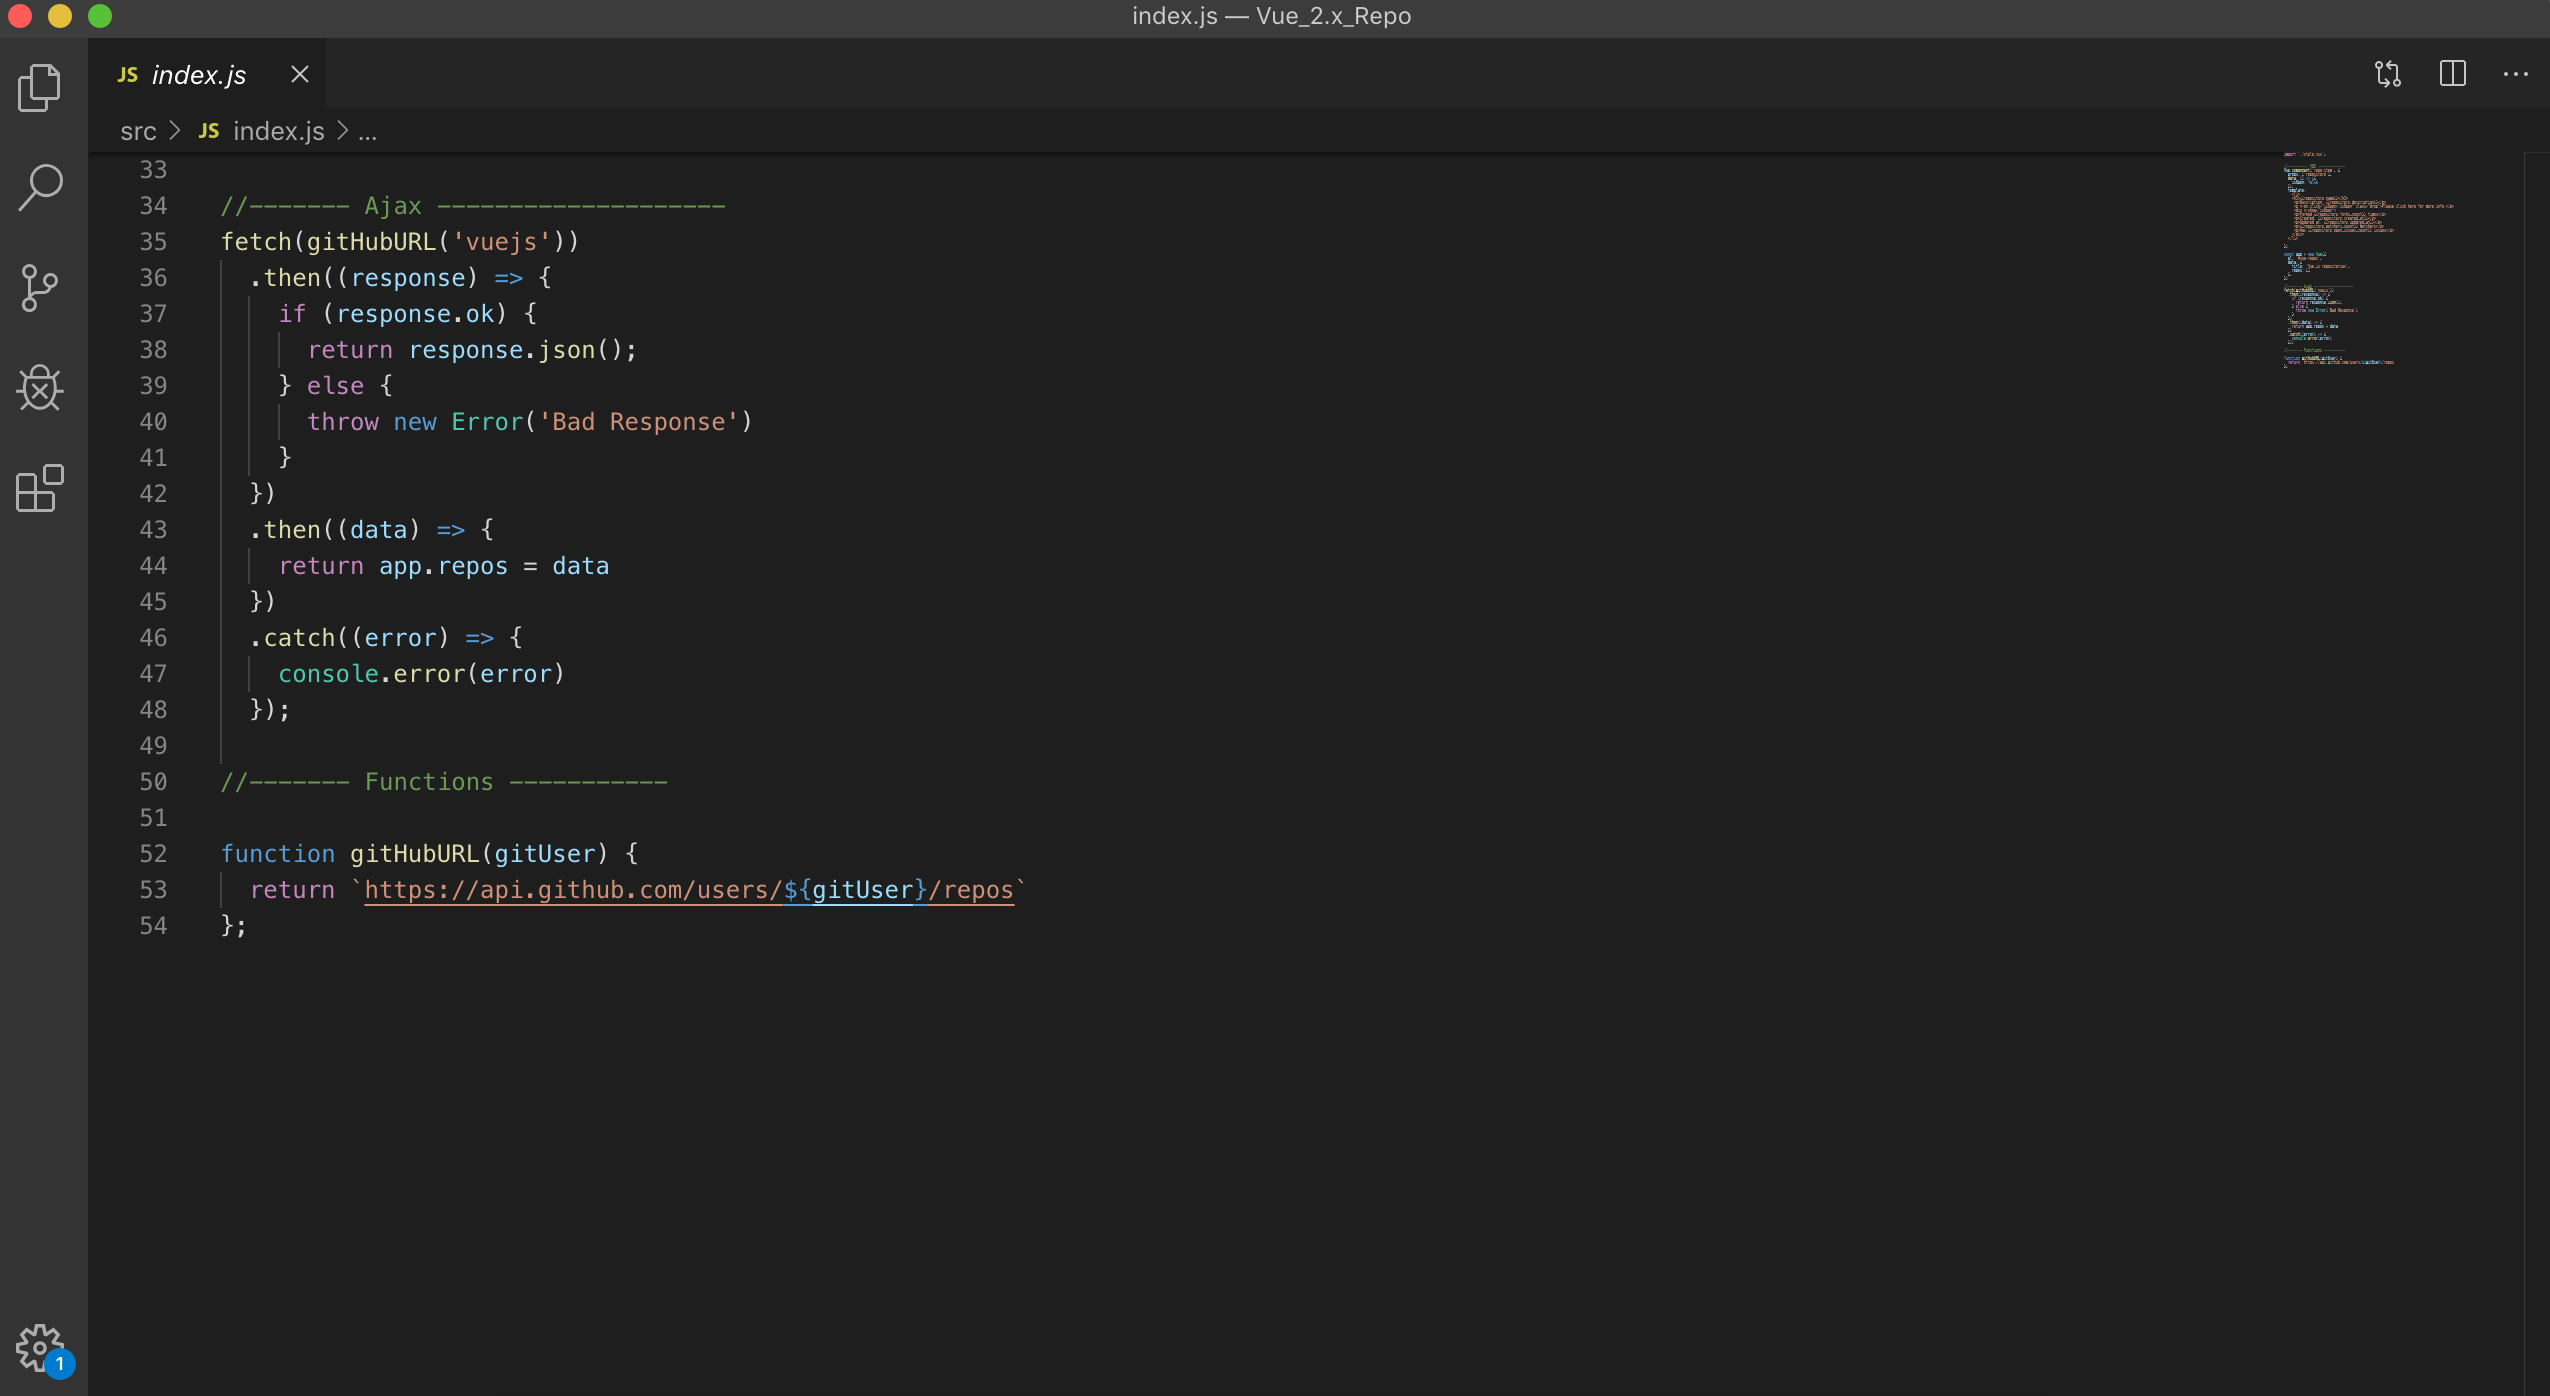 index.js — Vue_2.x_Repo
JS index.js
src > JS index.js > ...
33
34 //------- Ajax --------------------
35 fetch(gitHubURL('vuejs'))
36   .then((response) => {
37     if (response.ok) {
38       return response.json();
39     } else {
40       throw new Error('Bad Response')
41     }
42   })
43   .then((data) => {
44     return app.repos = data
45   })
46   .catch((error) => {
47     console.error(error)
48   });
49
50 //------- Functions -----------
51
52 function gitHubURL(gitUser) {
53   return `https://api.github.com/users/${gitUser}/repos`
54 };
1